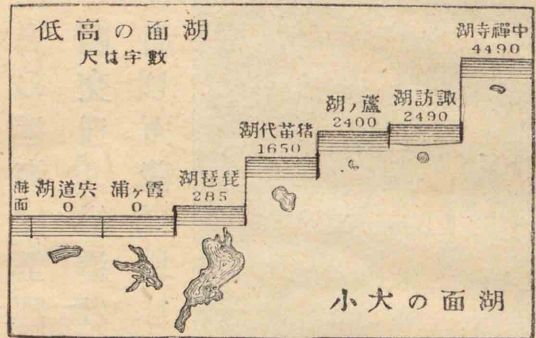 湖面の高低
數字は尺
中禪寺湖
4490
諏訪湖
2490
蘆ノ湖
2400
猪苗代湖
1650
琵琶湖
285
霞ヶ浦
0
宍道湖
0
海面
湖面の大小